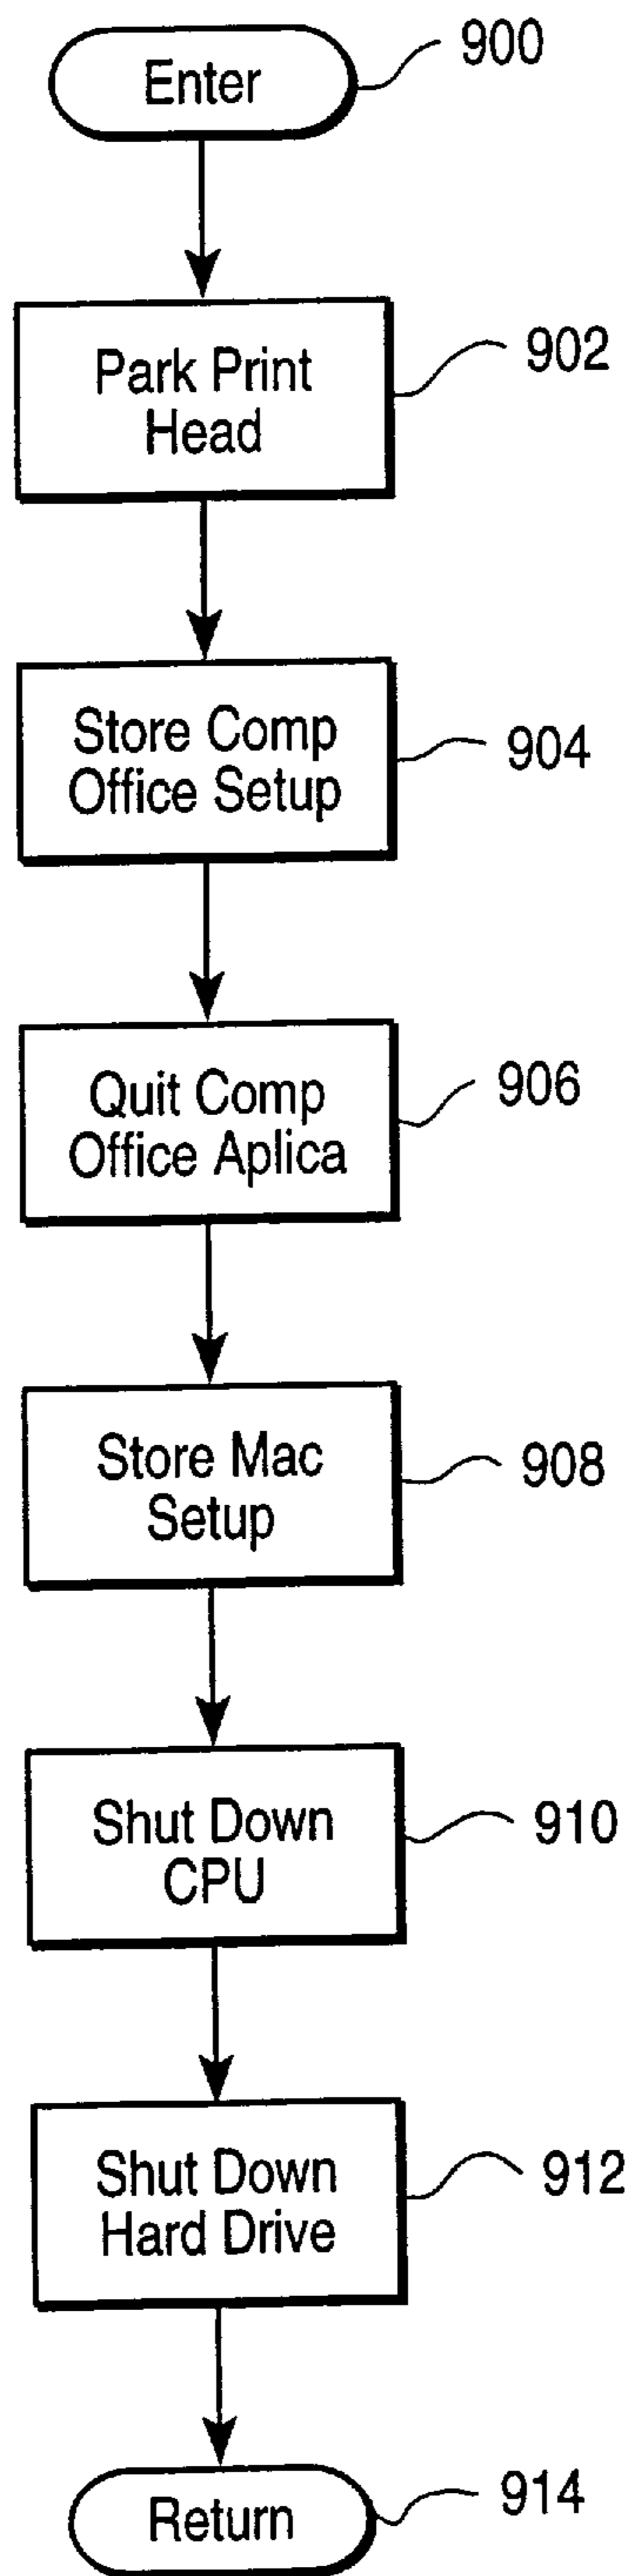 Enter
900
Park Print
Head
902
Store Comp
Office Setup
904
Quit Comp
Office Aplica
906
Store Mac
Setup
908
Shut Down
CPU
910
Shut Down
Hard Drive
912
Return
914